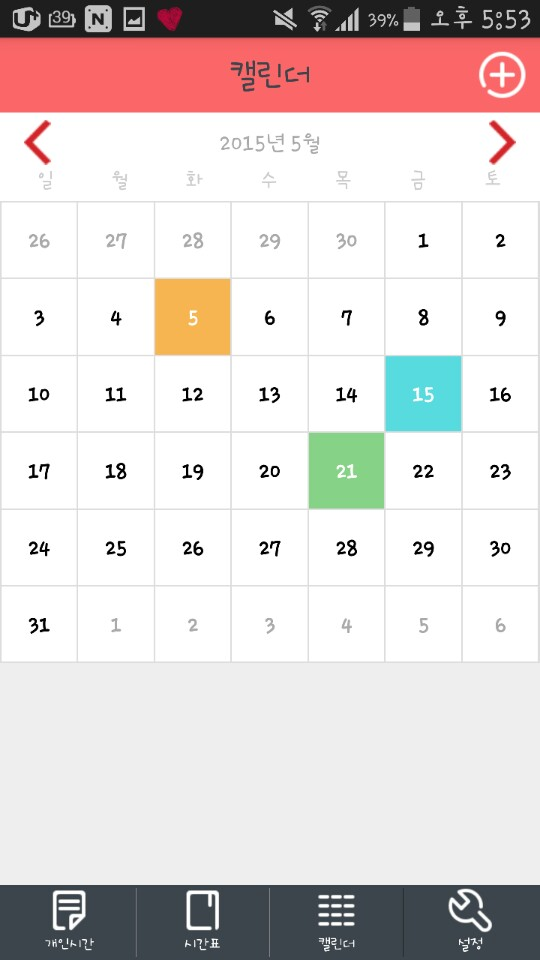 39 N 39% 오후 5:53
캘린더
2015년 5월
일 월 화 수 목 금 토
26 27 28 29 30 1 2
3 4 5 6 7 8 9
10 11 12 13 14 15 16
17 18 19 20 21 22 23
24 25 26 27 28 29 30
31 1 2 3 4 5 6
개인시간 시간표 캘린더 설정